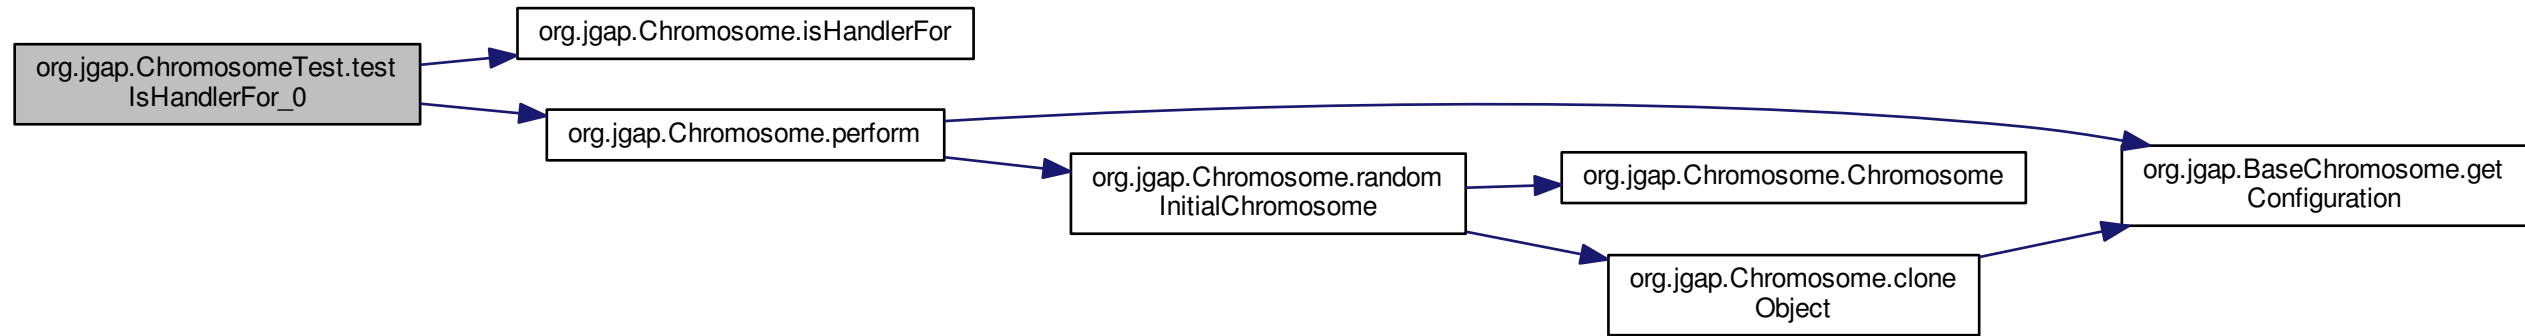 org.jgap.ChromosomeTest.test
IsHandlerFor_0
org.jgap.Chromosome.isHandlerFor
org.jgap.Chromosome.perform
org.jgap.Chromosome.random
InitialChromosome
org.jgap.Chromosome.Chromosome
org.jgap.Chromosome.clone
Object
org.jgap.BaseChromosome.get
Configuration